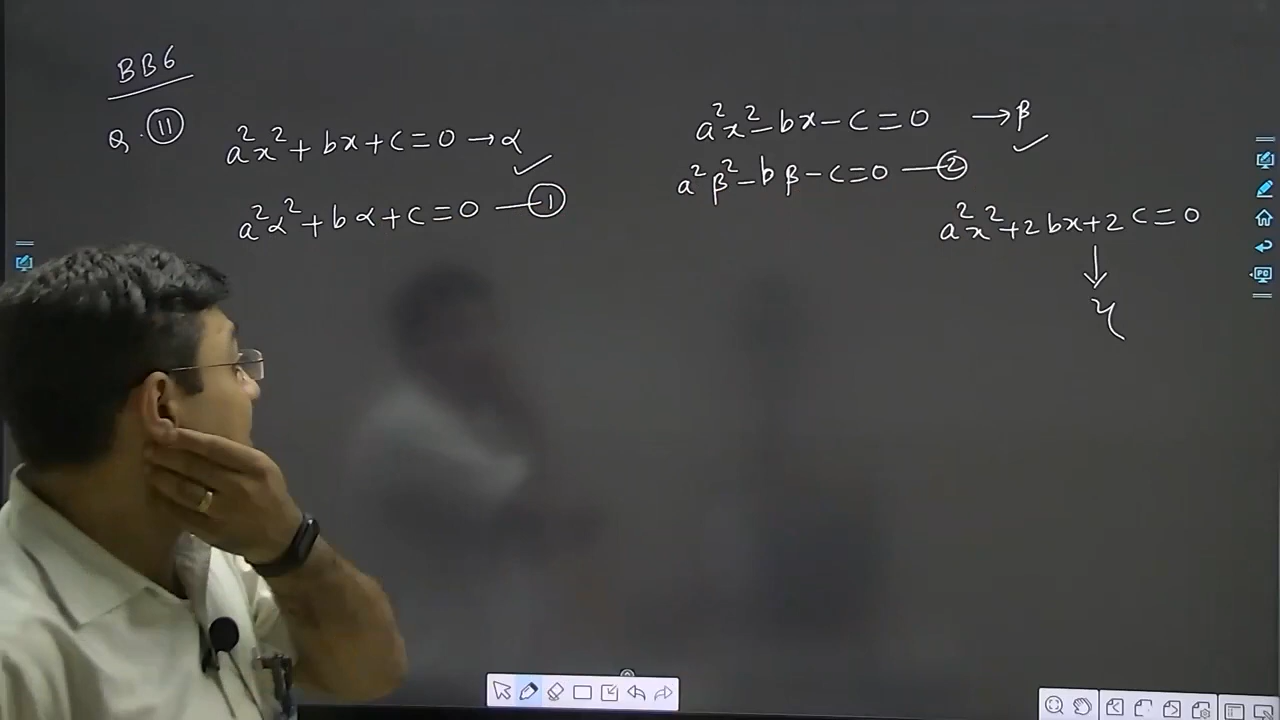 BB6
Q. 11
a²x² + bx + c = 0 → α
a²α² + bα + c = 0 — 1
a²x² - bx - c = 0 → β
a²β² - bβ - c = 0 — 2
a²x² + 2bx + 2c = 0
↓
γ
PC